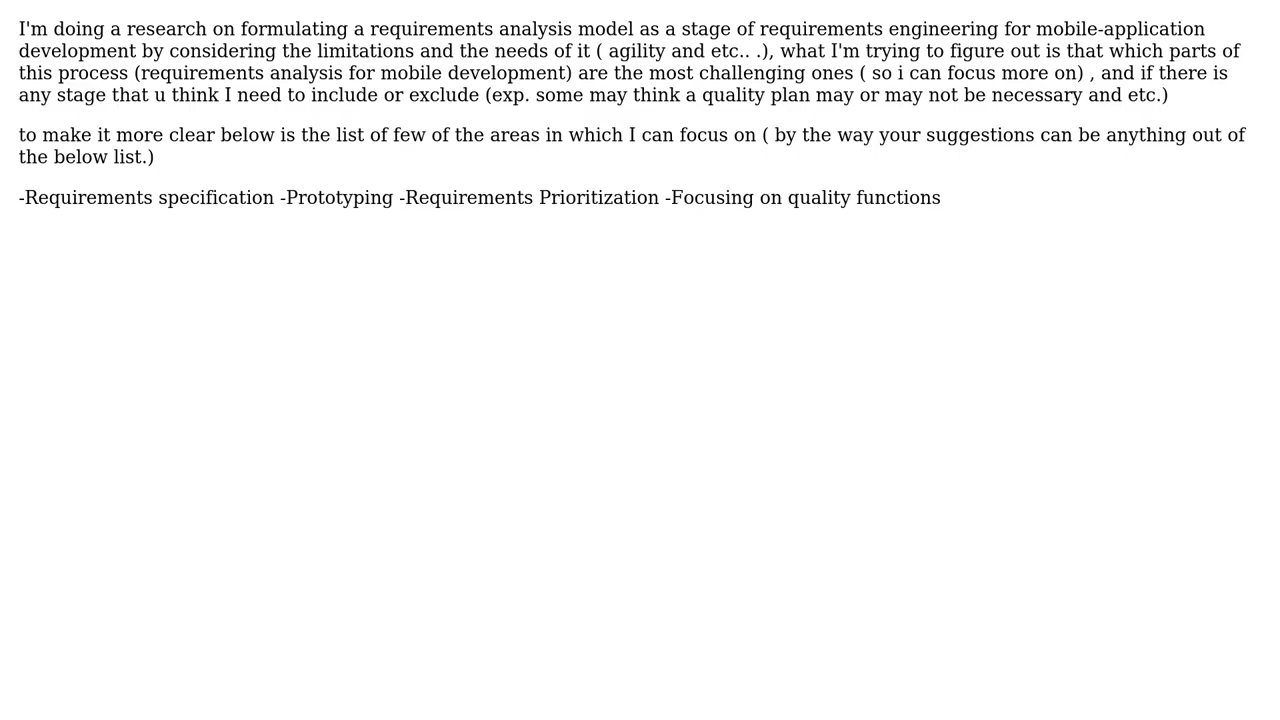 I'm doing a research on formulating a requirements analysis model as a stage of requirements engineering for mobile-application
development by considering the limitations and the needs of it ( agility and etc.. .), what I'm trying to figure out is that which parts of
this process (requirements analysis for mobile development) are the most challenging ones ( so i can focus more on) , and if there is
any stage that u think I need to include or exclude (exp. some may think a quality plan may or may not be necessary and etc.)
to make it more clear below is the list of few of the areas in which I can focus on ( by the way your suggestions can be anything out of
the below list.)
-Requirements specification -Prototyping -Requirements Prioritization -Focusing on quality functions